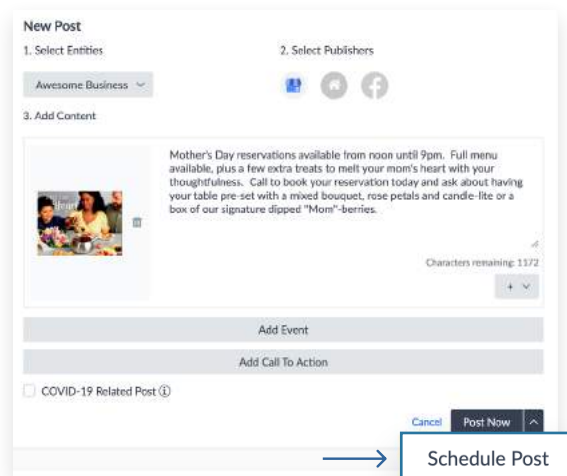 New Post
1. Select Entities
2. Select Publishers
Awesome Business
3. Add Content
Mother's Day reservations available from noon until 9pm. Full menu
available, plus a few extra treats to melt your mom's heart with your
thoughtfulness. Call to book your reservation today and ask about having
your table pre-set with a mixed bouquet, rose petals and candle-lite or a
box of our signature dipped "Mom"-berries.
Characters remaining: 1172
+
Add Event
Add Call To Action
COVID-19 Related Post
Cancel
Post Now
Schedule Post